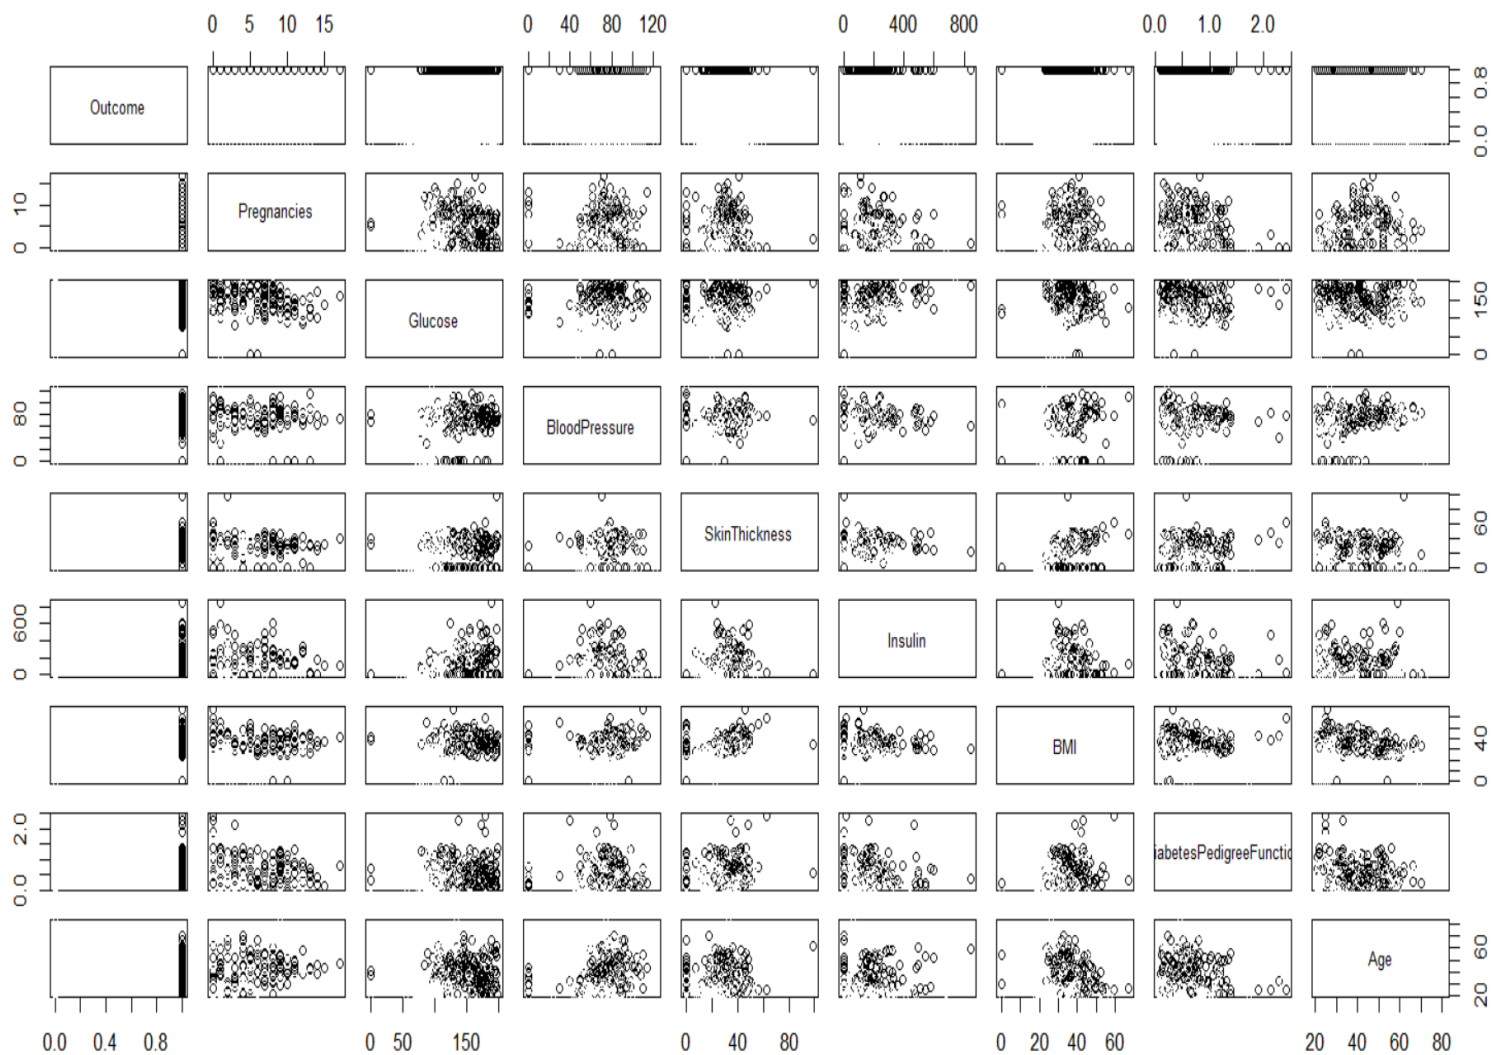 0 5 10 15 0 40 80 120 0 400 800 0.0 1.0 2.0
Outcome 0.0 0.8
0 10 Pregnancies
Glucose 0 150
0 80 BloodPressure
SkinThickness 0 60
0 600 Insulin
BMI 0 40
0.0 2.0 iabetesPedigreeFunctio
Age 20 60
0.0 0.4 0.8 0 50 150 0 40 80 0 20 40 60 20 40 60 80